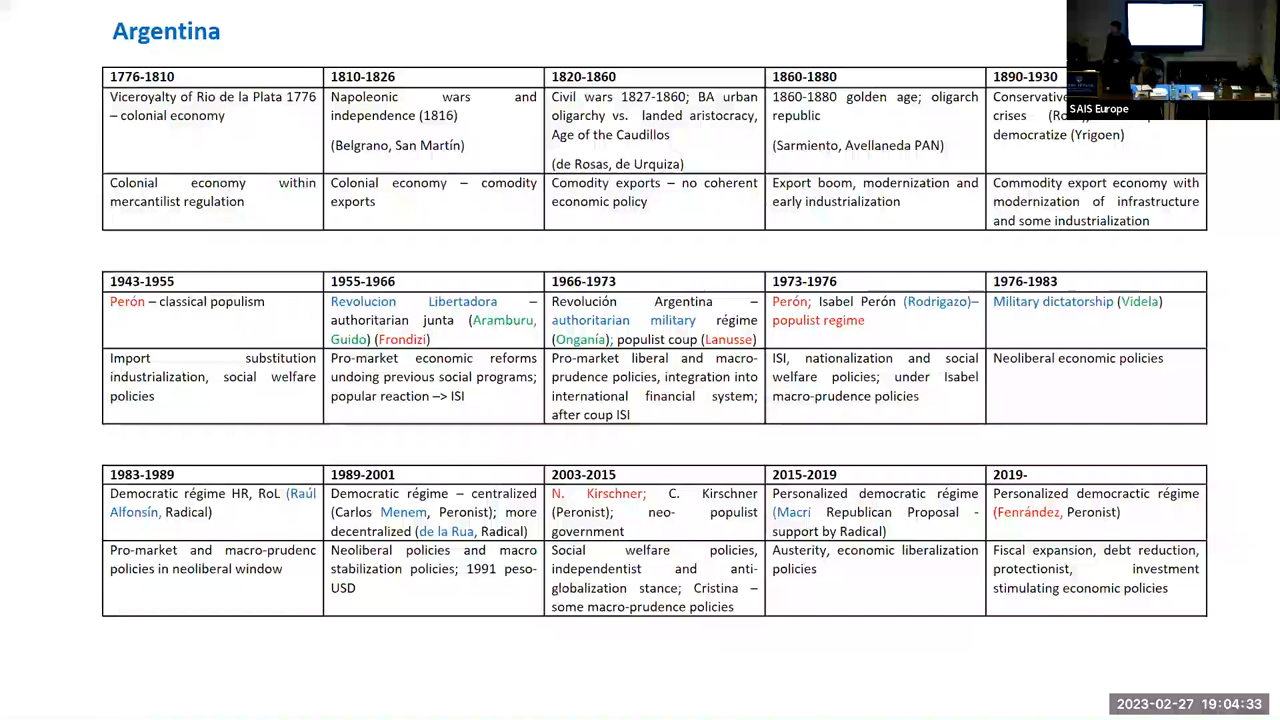 Argentina
1776-1810
Viceroyalty of Rio de la Plata 1776
– colonial economy
1810-1826
Napoleonic wars and
independence (1816)
(Belgrano, San Martín)
1820-1860
Civil wars 1827-1860; BA urban
oligarchy vs. landed aristocracy,
Age of the Caudillos
(de Rosas, de Urquiza)
1860-1880
1860-1880 golden age; oligarch
republic
(Sarmiento, Avellaneda PAN)
1890-1930
Conservative
crises
democratize (Yrigoen)
SAIS Europe
Colonial economy within
mercantilist regulation
Colonial economy – comodity
exports
Comodity exports – no coherent
economic policy
Export boom, modernization and
early industrialization
Commodity export economy with
modernization of infrastructure
and some industrialization
1943-1955
Perón – classical populism
1955-1966
Revolucion Libertadora –
authoritarian junta (Aramburu,
Guido) (Frondizi)
1966-1973
Revolución Argentina –
authoritarian military régime
(Onganía); populist coup (Lanusse)
1973-1976
Perón; Isabel Perón (Rodrigazo)–
populist regime
1976-1983
Military dictatorship (Videla)
Import substitution
industrialization, social welfare
policies
Pro-market economic reforms
undoing previous social programs;
popular reaction –> ISI
Pro-market liberal and macro-
prudence policies, integration into
international financial system;
after coup ISI
ISI, nationalization and social
welfare policies; under Isabel
macro-prudence policies
Neoliberal economic policies
1983-1989
Democratic régime HR, RoL (Raúl
Alfonsín, Radical)
1989-2001
Democratic régime – centralized
(Carlos Menem, Peronist); more
decentralized (de la Rua, Radical)
2003-2015
N. Kirschner; C. Kirschner
(Peronist); neo- populist
government
2015-2019
Personalized democratic régime
(Macri Republican Proposal -
support by Radical)
2019-
Personalized democractic régime
(Fenrández, Peronist)
Pro-market and macro-prudenc
policies in neoliberal window
Neoliberal policies and macro
stabilization policies; 1991 peso-
USD
Social welfare policies,
independentist and anti-
globalization stance; Cristina –
some macro-prudence policies
Austerity, economic liberalization
policies
Fiscal expansion, debt reduction,
protectionist, investment
stimulating economic policies
2023-02-27 19:04:33